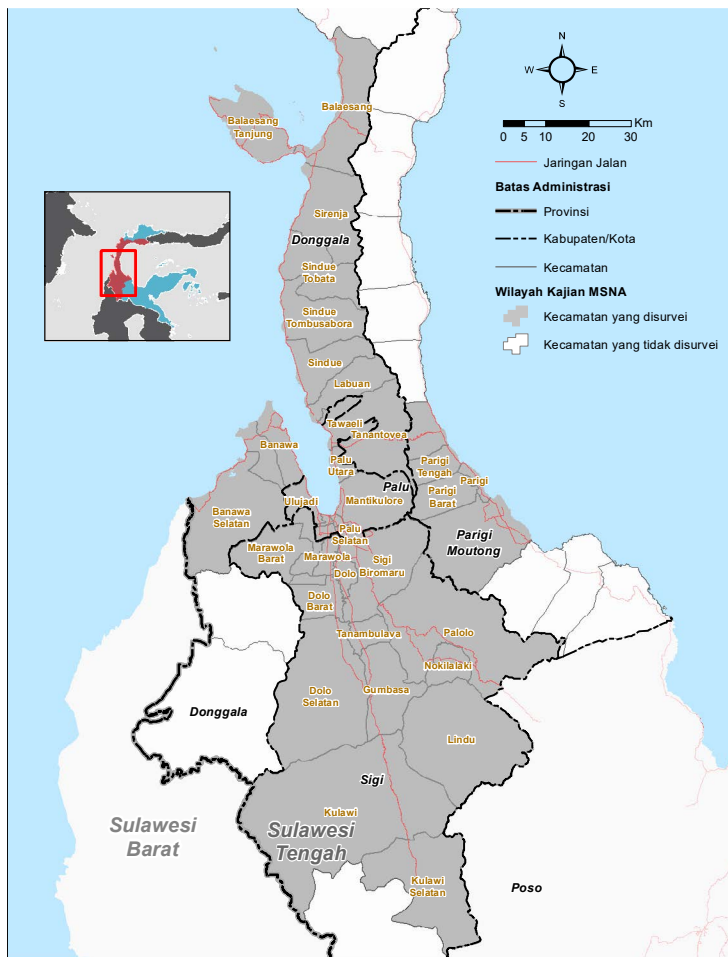 N
W
E
S
Km
0 5 10 20 30
Jaringan Jalan
Batas Administrasi
Provinsi
Kabupaten/Kota
Kecamatan
Wilayah Kajian MSNA
Kecamatan yang disurvei
Kecamatan yang tidak disurvei
Balaesang
Balaesang
Tanjung
Sirenja
Donggala
Sindue
Tobata
Sindue
Tombusabora
Sindue
Labuan
Tawaeli
Tanantovea
Banawa
Palu
Utara
Parigi
Tengah
Parigi
Palu
Parigi
Barat
Ulujadi
Mantikulore
Banawa
Selatan
Palu
Selatan
Parigi
Moutong
Marawola
Barat
Marawola
Sigi
Biromaru
Dolo
Dolo
Barat
Tanambulava
Palolo
Nokilalaki
Dolo
Selatan
Gumbasa
Donggala
Lindu
Sigi
Kulawi
Sulawesi
Barat
Sulawesi
Tengah
Kulawi
Selatan
Poso